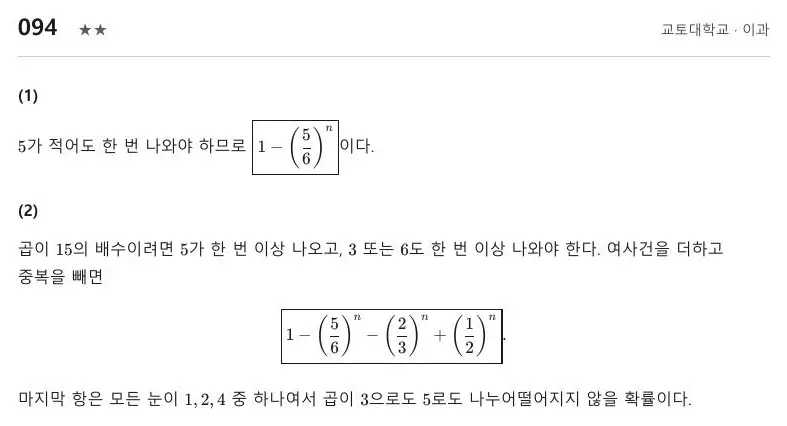 094 ★★ 교토대학교 · 이과
(1)
5가 적어도 한 번 나와야 하므로 1 − (5/6)^n 이다.
(2)
곱이 15의 배수이려면 5가 한 번 이상 나오고, 3 또는 6도 한 번 이상 나와야 한다. 여사건을 더하고
중복을 빼면
1 − (5/6)^n − (2/3)^n + (1/2)^n.
마지막 항은 모든 눈이 1, 2, 4 중 하나여서 곱이 3으로도 5로도 나누어떨어지지 않을 확률이다.